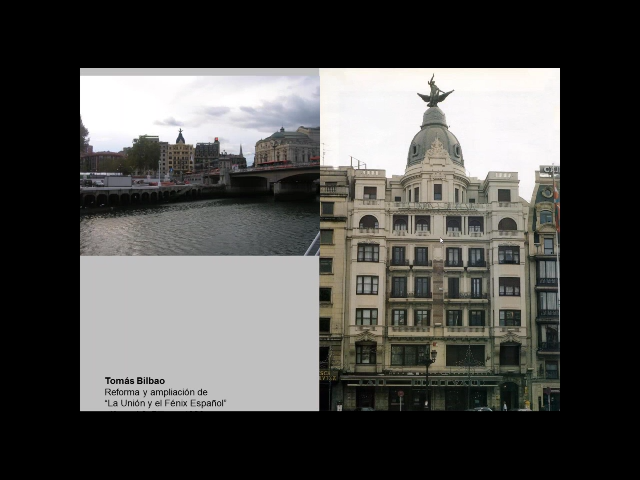 Tomás Bilbao
Reforma y ampliación de
“La Unión y el Fénix Español”